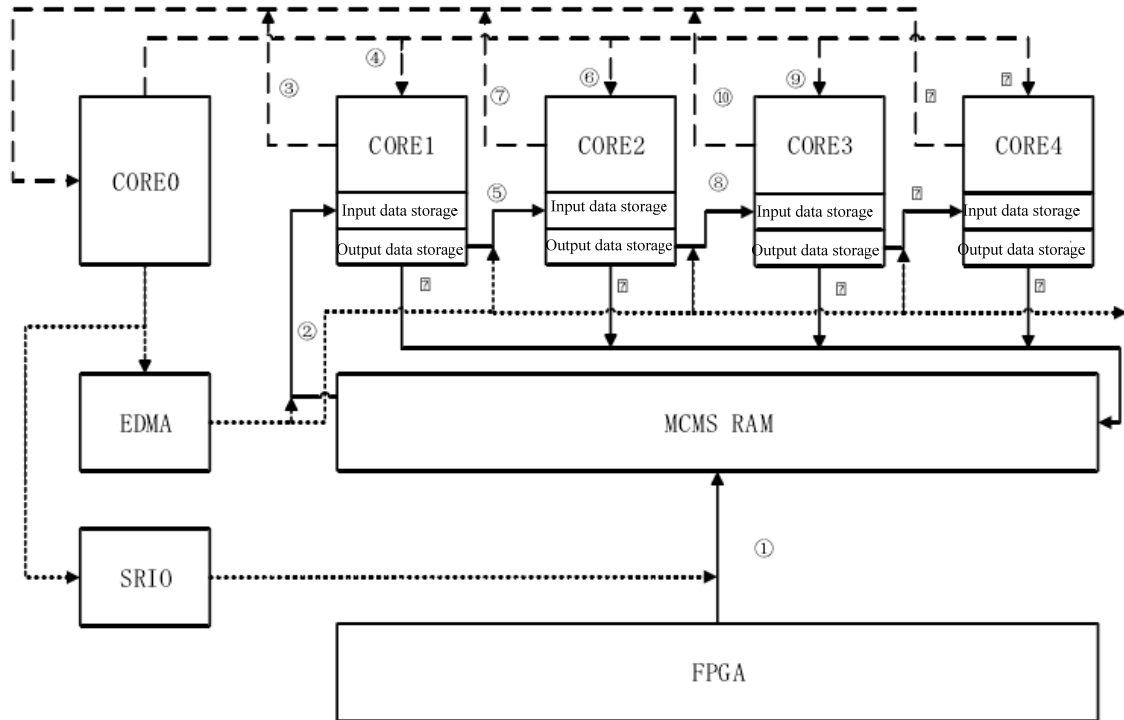 ④
⑥
⑨
③
⑦
⑩
CORE0
CORE1
CORE2
CORE3
CORE4
⑤
⑧
Input data storage
Input data storage
Input data storage
Input data storage
Output data storage
Output data storage
Output data storage
Output data storage
②
EDMA
MCMS RAM
①
SRIO
FPGA